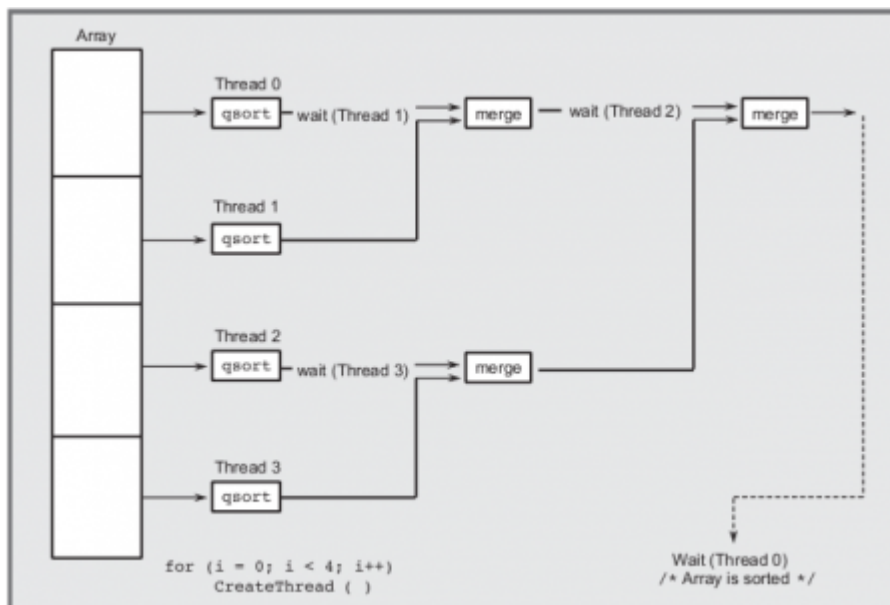 Array
Thread 0
qsort wait (Thread 1) merge wait (Thread 2) merge
Thread 1
qsort
Thread 2
qsort wait (Thread 3) merge
Thread 3
qsort
for (i = 0; i < 4; i++)
CreateThread ( )
Wait (Thread 0)
/* Array is sorted */